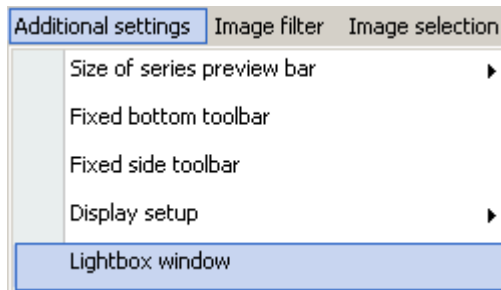 Additional settings Image filter Image selection
Size of series preview bar
Fixed bottom toolbar
Fixed side toolbar
Display setup
Lightbox window